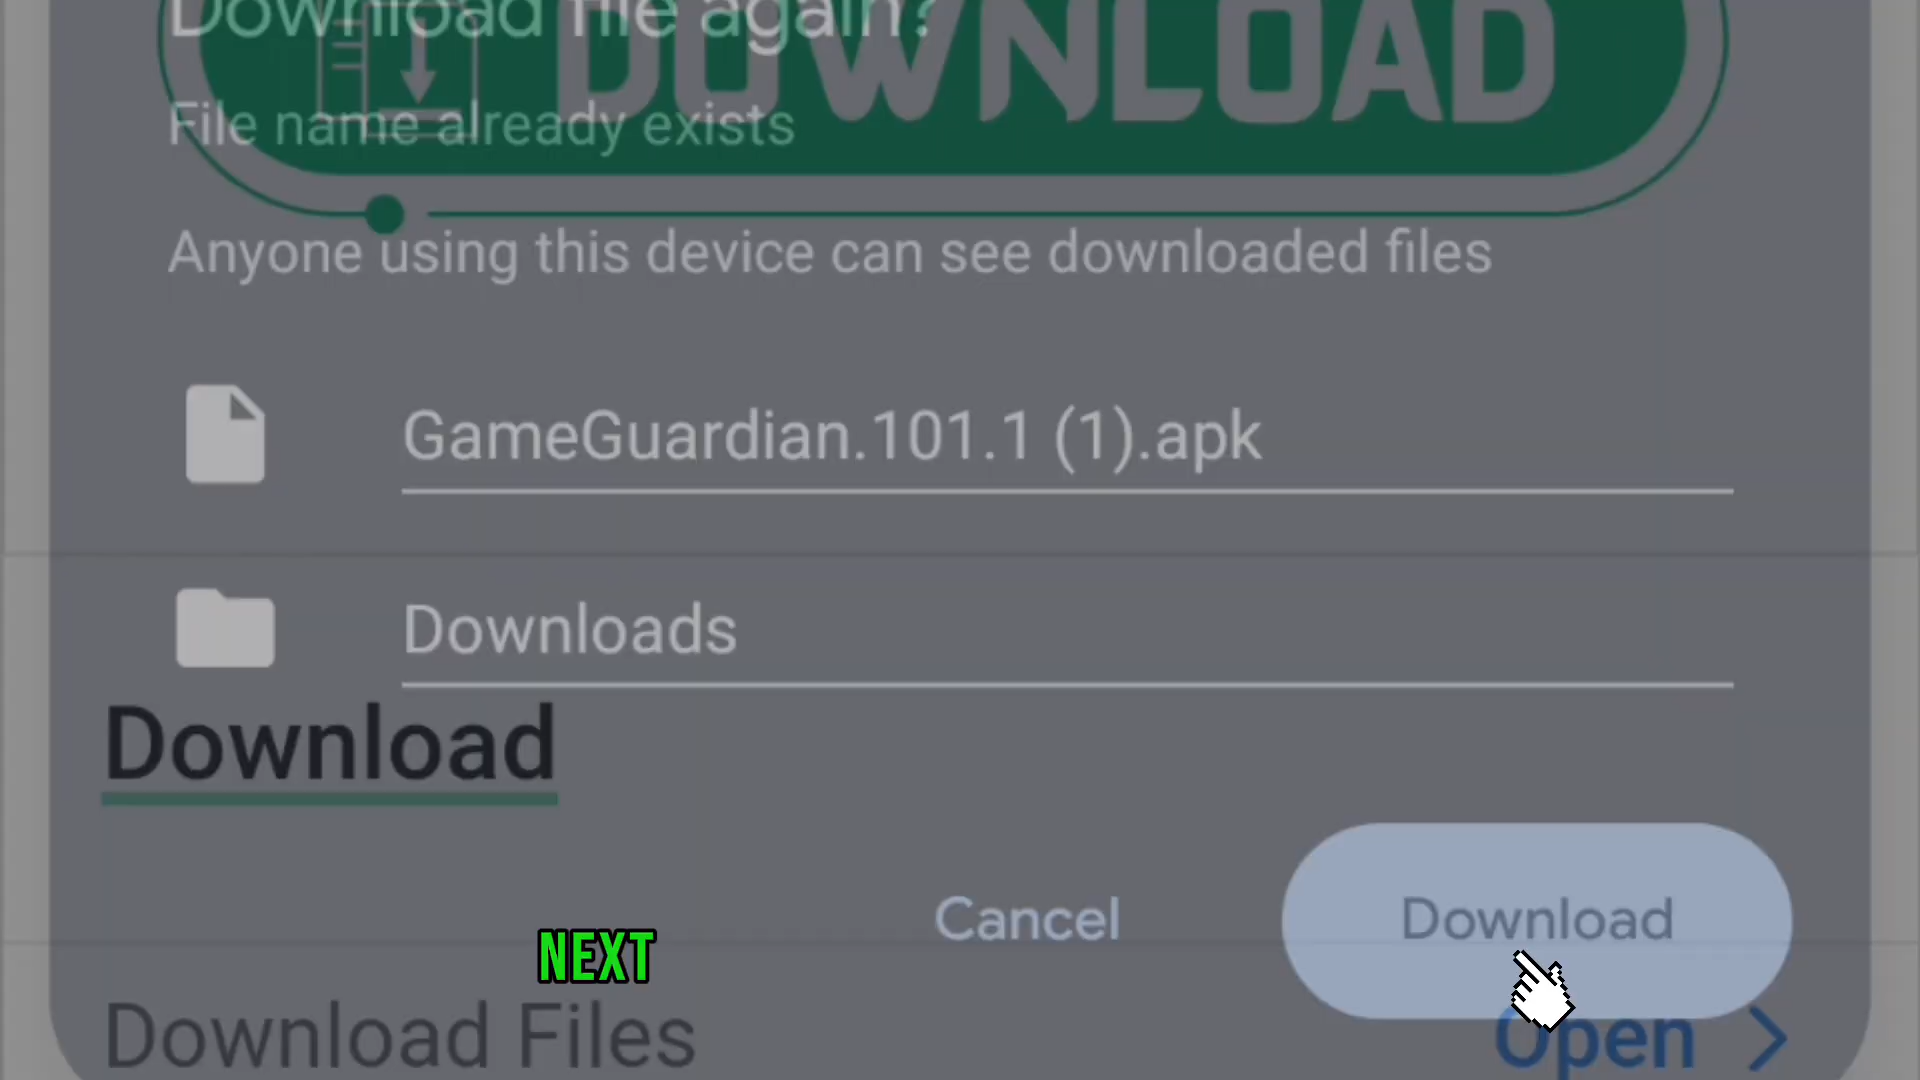 Download file again?
DOWNLOAD
File name already exists
Anyone using this device can see downloaded files
GameGuardian.101.1 (1).apk
Downloads
Download
Cancel
Download
NEXT
Download Files
Open